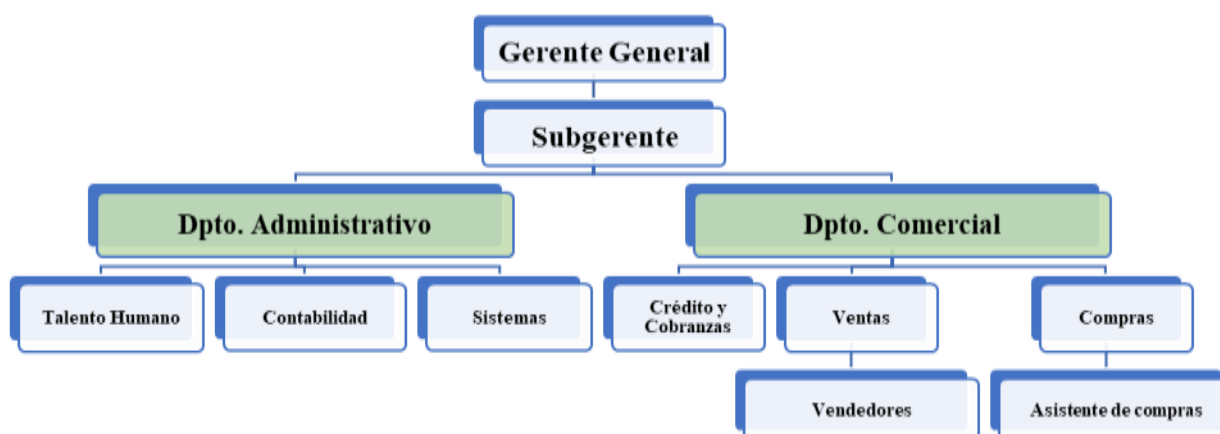 Gerente General
Subgerente
Dpto. Administrativo
Dpto. Comercial
Talento Humano
Contabilidad
Sistemas
Crédito y
Cobranzas
Ventas
Compras
Vendedores
Asistente de compras